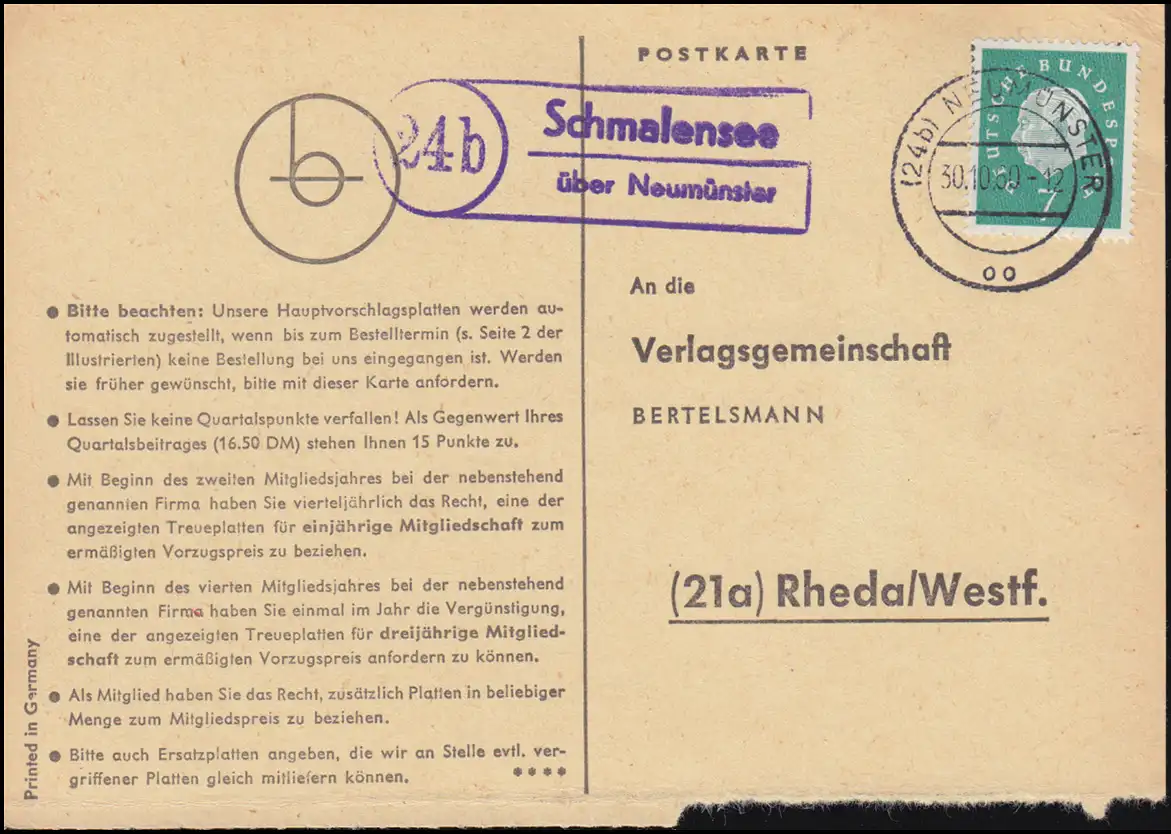 POSTKARTE
24b
Schmalensee
über Neumünster
(24b) NEUMÜNSTER
30.10.60-12
oo
DEUTSCHE BUNDESP
7
● Bitte beachten: Unsere Hauptvorschlagsplatten werden au-
tomatisch zugestellt, wenn bis zum Bestelltermin (s. Seite 2 der
Illustrierten) keine Bestellung bei uns eingegangen ist. Werden
sie früher gewünscht, bitte mit dieser Karte anfordern.
● Lassen Sie keine Quartalspunkte verfallen! Als Gegenwert Ihres
Quartalsbeitrages (16.50 DM) stehen Ihnen 15 Punkte zu.
● Mit Beginn des zweiten Mitgliedsjahres bei der nebenstehend
genannten Firma haben Sie vierteljährlich das Recht, eine der
angezeigten Treueplatten für einjährige Mitgliedschaft zum
ermäßigten Vorzugspreis zu beziehen.
● Mit Beginn des vierten Mitgliedsjahres bei der nebenstehend
genannten Firma haben Sie einmal im Jahr die Vergünstigung,
eine der angezeigten Treueplatten für dreijährige Mitglied-
schaft zum ermäßigten Vorzugspreis anfordern zu können.
● Als Mitglied haben Sie das Recht, zusätzlich Platten in beliebiger
Menge zum Mitgliedspreis zu beziehen.
● Bitte auch Ersatzplatten angeben, die wir an Stelle evtl. ver-
griffener Platten gleich mitliefern können. ****
Printed in Germany
An die
Verlagsgemeinschaft
BERTELSMANN
(21a) Rheda/Westf.